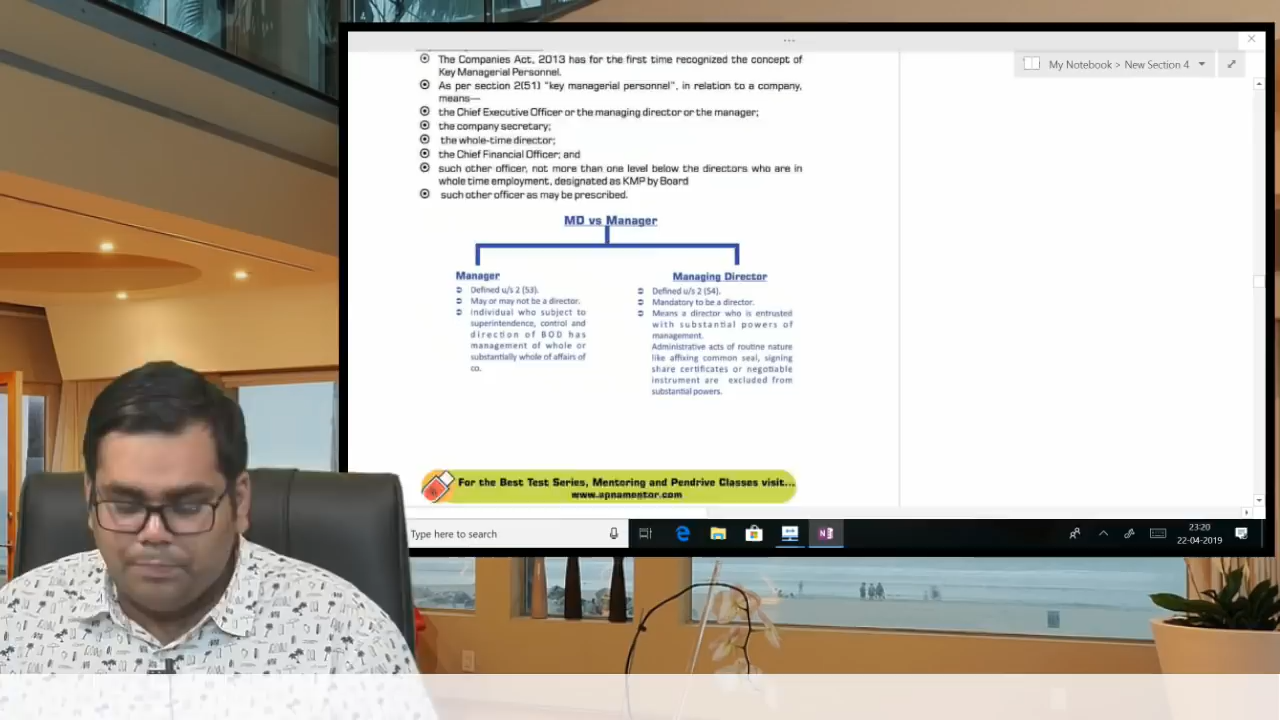 ...
My Notebook > New Section 4
The Companies Act, 2013 has for the first time recognized the concept of
Key Managerial Personnel.
As per section 2(51) "key managerial personnel", in relation to a company,
means—
the Chief Executive Officer or the managing director or the manager;
the company secretary;
the whole-time director;
the Chief Financial Officer; and
such other officer, not more than one level below the directors who are in
whole time employment, designated as KMP by Board
such other officer as may be prescribed.
MD vs Manager
Manager
Defined u/s 2 (53).
May or may not be a director.
Individual who subject to
superintendence, control and
direction of BOD has
management of whole or
substantially whole of affairs of
co.
Managing Director
Defined u/s 2 (54).
Mandatory to be a director.
Means a director who is entrusted
with substantial powers of
management.
Administrative acts of routine nature
like affixing common seal, signing
share certificates or negotiable
instrument are excluded from
substantial powers.
For the Best Test Series, Mentoring and Pendrive Classes visit...
www.apnamentor.com
Type here to search
23:20
22-04-2019